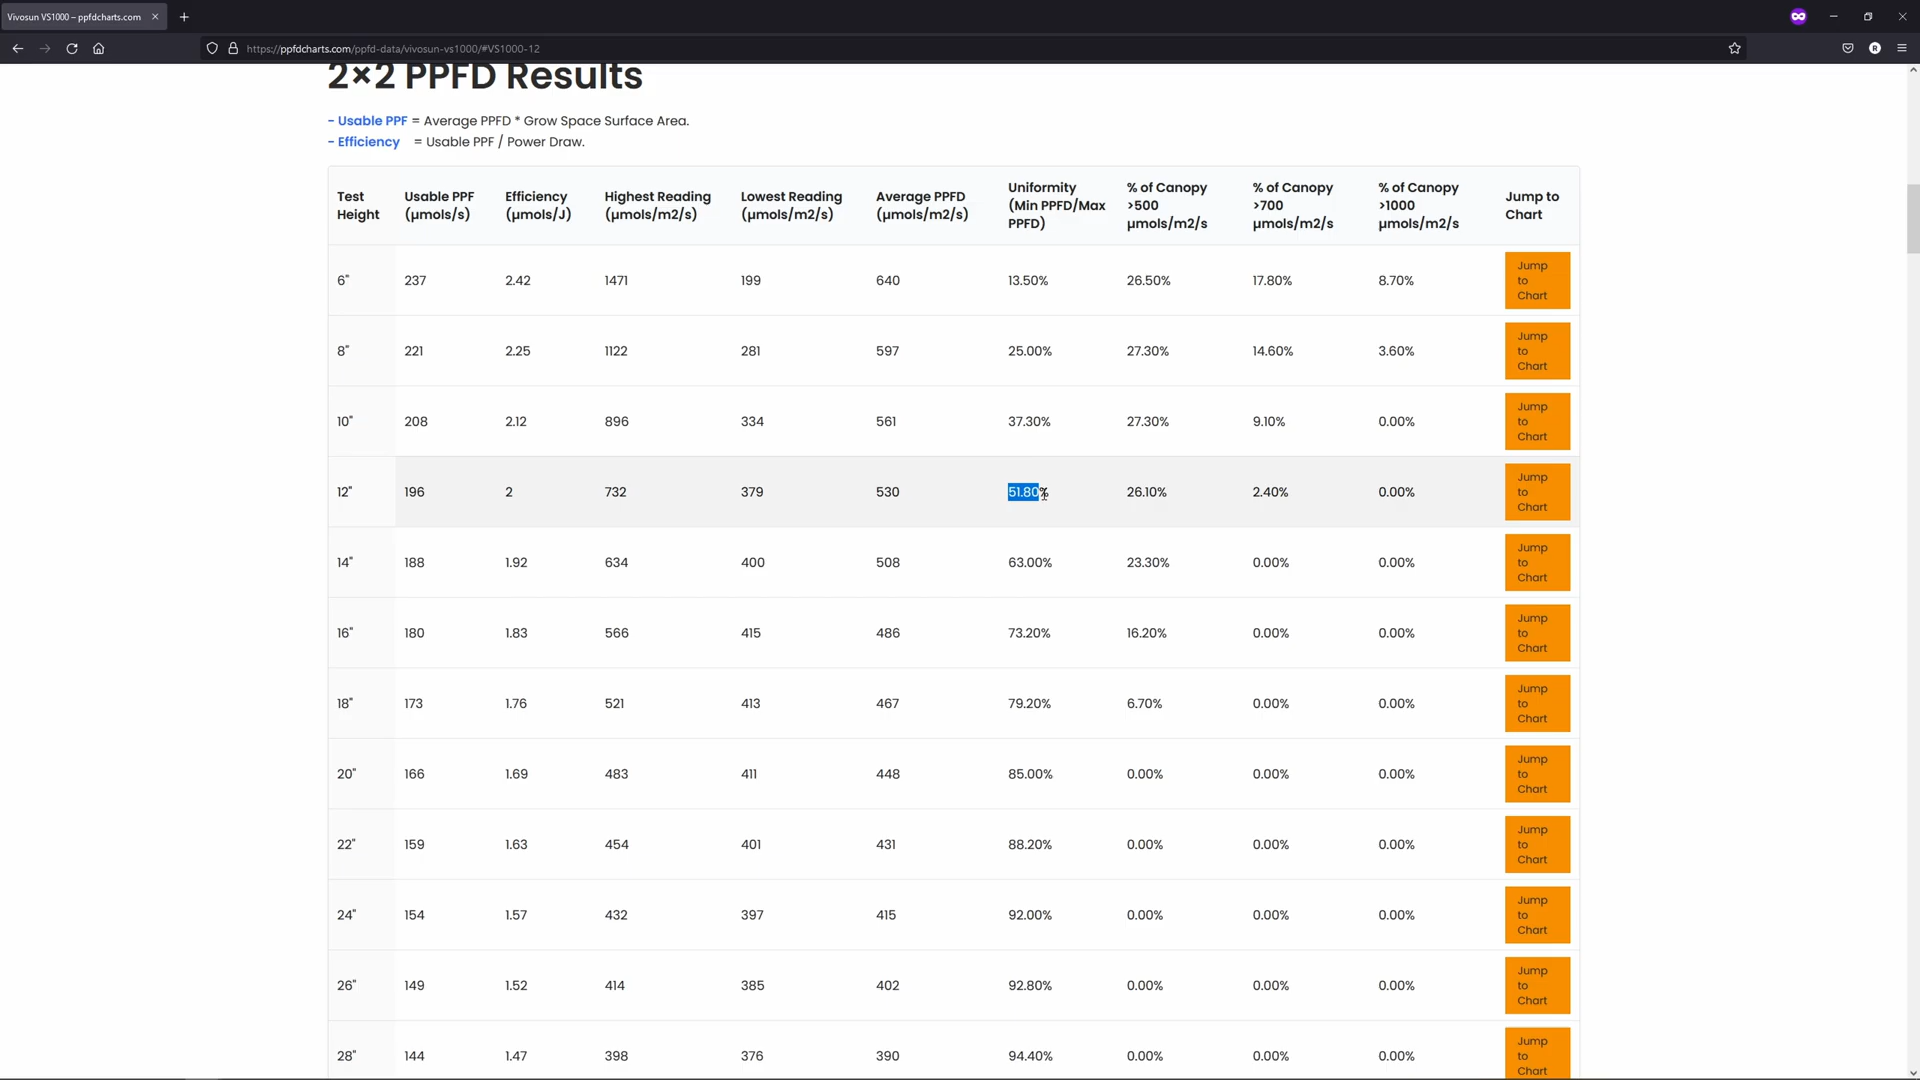 Vivosun VS1000 – ppfdcharts.com
https://ppfdcharts.com/ppfd-data/vivosun-vs1000/#VS1000-12
R
2×2 PPFD Results
- Usable PPF = Average PPFD * Grow Space Surface Area.
- Efficiency = Usable PPF / Power Draw.
Test Height Usable PPF (µmols/s) Efficiency (µmols/J) Highest Reading (µmols/m2/s) Lowest Reading (µmols/m2/s) Average PPFD (µmols/m2/s) Uniformity (Min PPFD/Max PPFD) % of Canopy >500 µmols/m2/s % of Canopy >700 µmols/m2/s % of Canopy >1000 µmols/m2/s Jump to Chart
6" 237 2.42 1471 199 640 13.50% 26.50% 17.80% 8.70% Jump to Chart
8" 221 2.25 1122 281 597 25.00% 27.30% 14.60% 3.60% Jump to Chart
10" 208 2.12 896 334 561 37.30% 27.30% 9.10% 0.00% Jump to Chart
12" 196 2 732 379 530 51.80% 26.10% 2.40% 0.00% Jump to Chart
14" 188 1.92 634 400 508 63.00% 23.30% 0.00% 0.00% Jump to Chart
16" 180 1.83 566 415 486 73.20% 16.20% 0.00% 0.00% Jump to Chart
18" 173 1.76 521 413 467 79.20% 6.70% 0.00% 0.00% Jump to Chart
20" 166 1.69 483 411 448 85.00% 0.00% 0.00% 0.00% Jump to Chart
22" 159 1.63 454 401 431 88.20% 0.00% 0.00% 0.00% Jump to Chart
24" 154 1.57 432 397 415 92.00% 0.00% 0.00% 0.00% Jump to Chart
26" 149 1.52 414 385 402 92.80% 0.00% 0.00% 0.00% Jump to Chart
28" 144 1.47 398 376 390 94.40% 0.00% 0.00% 0.00% Jump to Chart